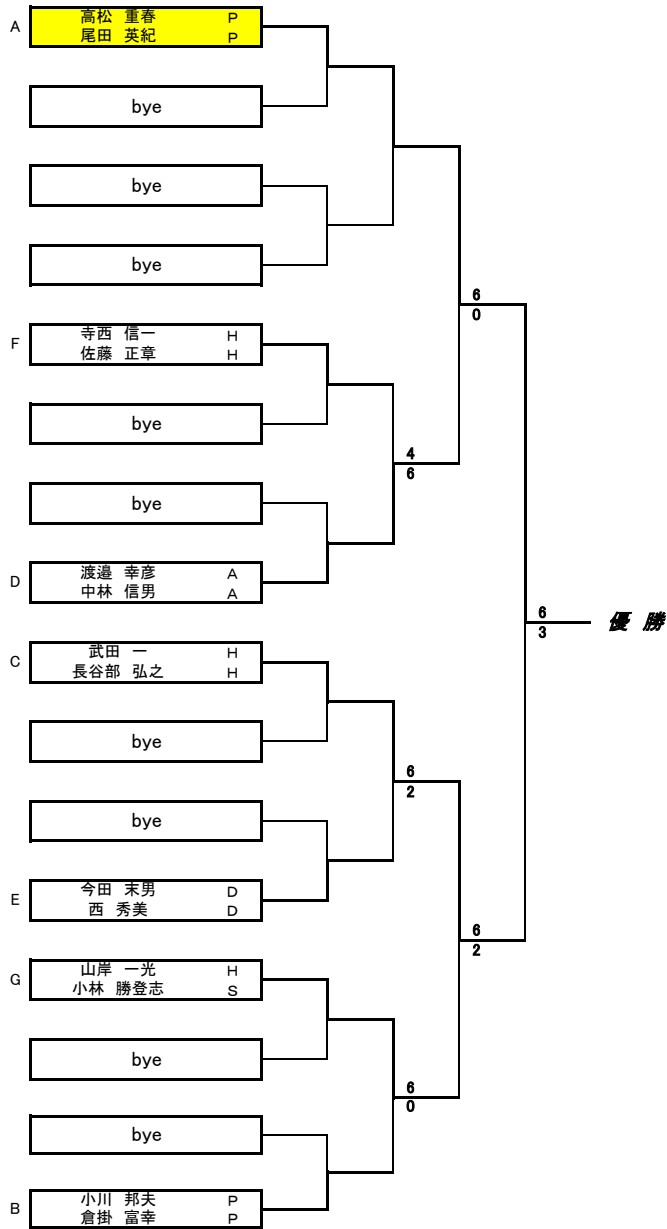 A 高松 重春 P
尾田 英紀 P
bye
bye
bye
6
0
F 寺西 信一 H
佐藤 正章 H
bye
4
6
bye
D 渡邉 幸彦 A
中林 信男 A
6
3
優 勝
C 武田 一 H
長谷部 弘之 H
bye
6
2
bye
E 今田 末男 D
西 秀美 D
6
2
G 山岸 一光 H
小林 勝登志 S
bye
6
0
bye
B 小川 邦夫 P
倉掛 富幸 P